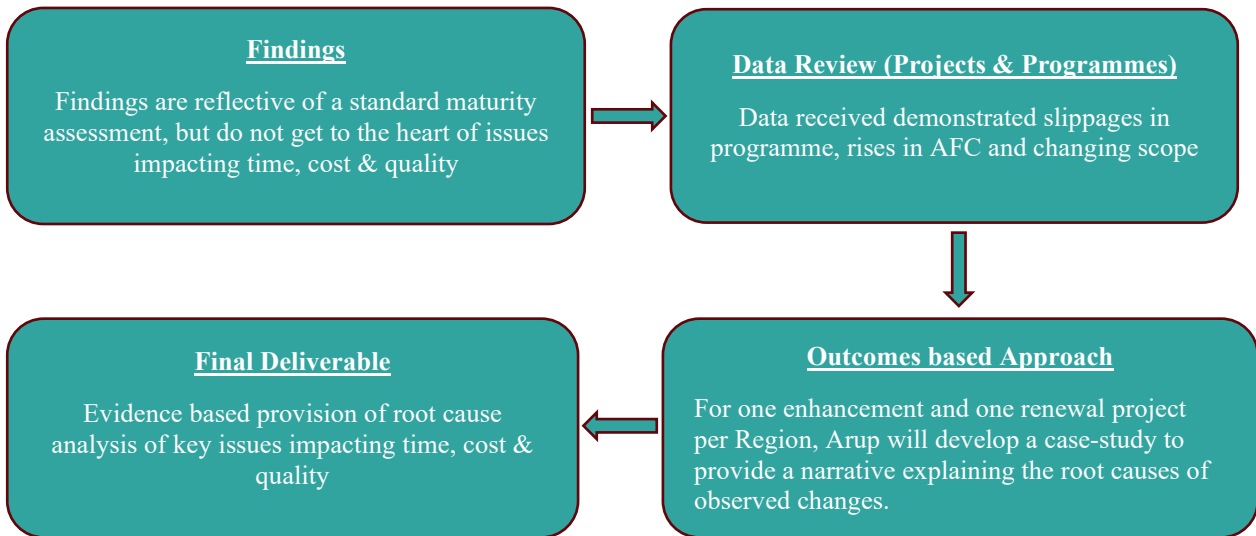 Findings
Findings are reflective of a standard maturity
assessment, but do not get to the heart of issues
impacting time, cost & quality
Data Review (Projects & Programmes)
Data received demonstrated slippages in
programme, rises in AFC and changing scope
Outcomes based Approach
For one enhancement and one renewal project
per Region, Arup will develop a case-study to
provide a narrative explaining the root causes of
observed changes.
Final Deliverable
Evidence based provision of root cause
analysis of key issues impacting time, cost &
quality